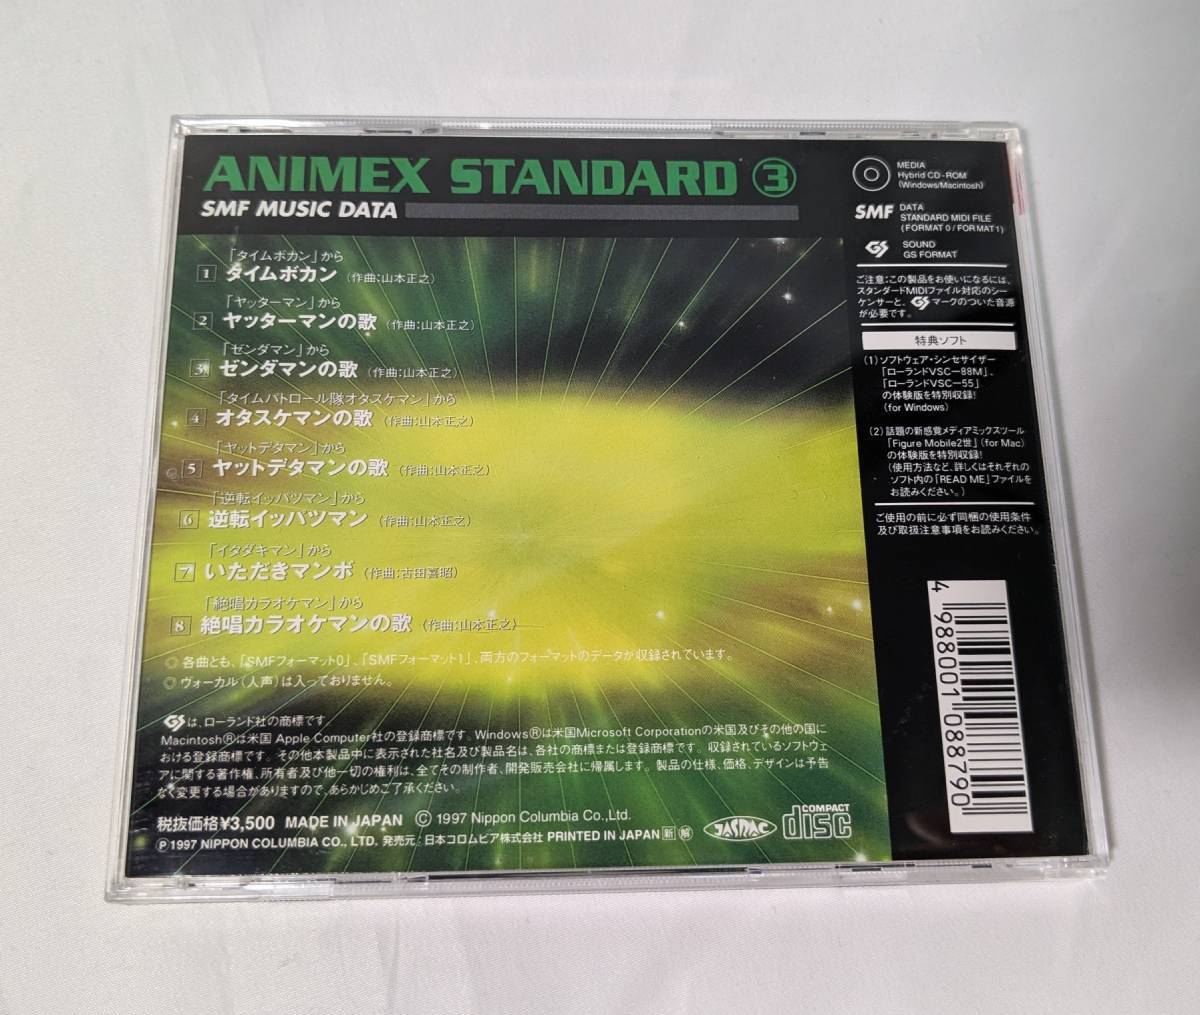 ANIMEX STANDARD ③
SMF MUSIC DATA
「タイムボカン」から
1 タイムボカン (作曲:山本正之)
「ヤッターマン」から
2 ヤッターマンの歌 (作曲:山本正之)
「ゼンダマン」から
3 ゼンダマンの歌 (作曲:山本正之)
「タイムパトロール隊オタスケマン」から
4 オタスケマンの歌 (作曲:山本正之)
「ヤットデタマン」から
5 ヤットデタマンの歌 (作曲:山本正之)
「逆転イッパツマン」から
6 逆転イッパツマン (作曲:山本正之)
「イタダキマン」から
7 いただきマンボ (作曲:古田喜昭)
「絶唱カラオケマン」から
8 絶唱カラオケマンの歌 (作曲:山本正之)
◎ 各曲とも、「SMFフォーマット0」、「SMFフォーマット1」、両方のフォーマットのデータが収録されています。
◎ ヴォーカル(人声)は入っておりません。
GSは、ローランド社の商標です。
Macintosh®は米国 Apple Computer社の登録商標です。Windows®は米国Microsoft Corporationの米国及びその他の国に
おける登録商標です。その他本製品中に表示された社名及び製品名は、各社の商標または登録商標です。収録されているソフトウェ
アに関する著作権、所有者及び他一切の権利は、全てその制作者、開発販売会社に帰属します。製品の仕様、価格、デザインは予告
なく変更する場合がありますので、あらかじめご了承ください。
税抜価格¥3,500 MADE IN JAPAN Ⓒ 1997 Nippon Columbia Co.,Ltd.
Ⓟ 1997 NIPPON COLUMBIA CO., LTD. 発売元:日本コロムビア株式会社 PRINTED IN JAPAN 新 解
JASRAC
COMPACT
disc
MEDIA
Hybrid CD-ROM
(Windows/Macintosh)
SMF DATA
STANDARD MIDI FILE
(FORMAT 0 / FORMAT 1)
GS SOUND
GS FORMAT
ご注意:この製品をお使いになるには、
スタンダードMIDIファイル対応のシー
ケンサーと、GSマークのついた音源
が必要です。
特典ソフト
(1)ソフトウェア・シンセサイザー
「ローランドVSC-88M」、
「ローランドVSC-55」
の体験版を特別収録!
(for Windows)
(2)話題の新感覚メディアミックスツール
「Figure Mobile2世」(for Mac)
の体験版を特別収録!
(使用方法など、詳しくはそれぞれの
ソフト内の「READ ME」ファイルを
お読みください。)
ご使用の前に必ず同梱の使用条件
及び取扱注意事項をお読みください。
4 988001 088790